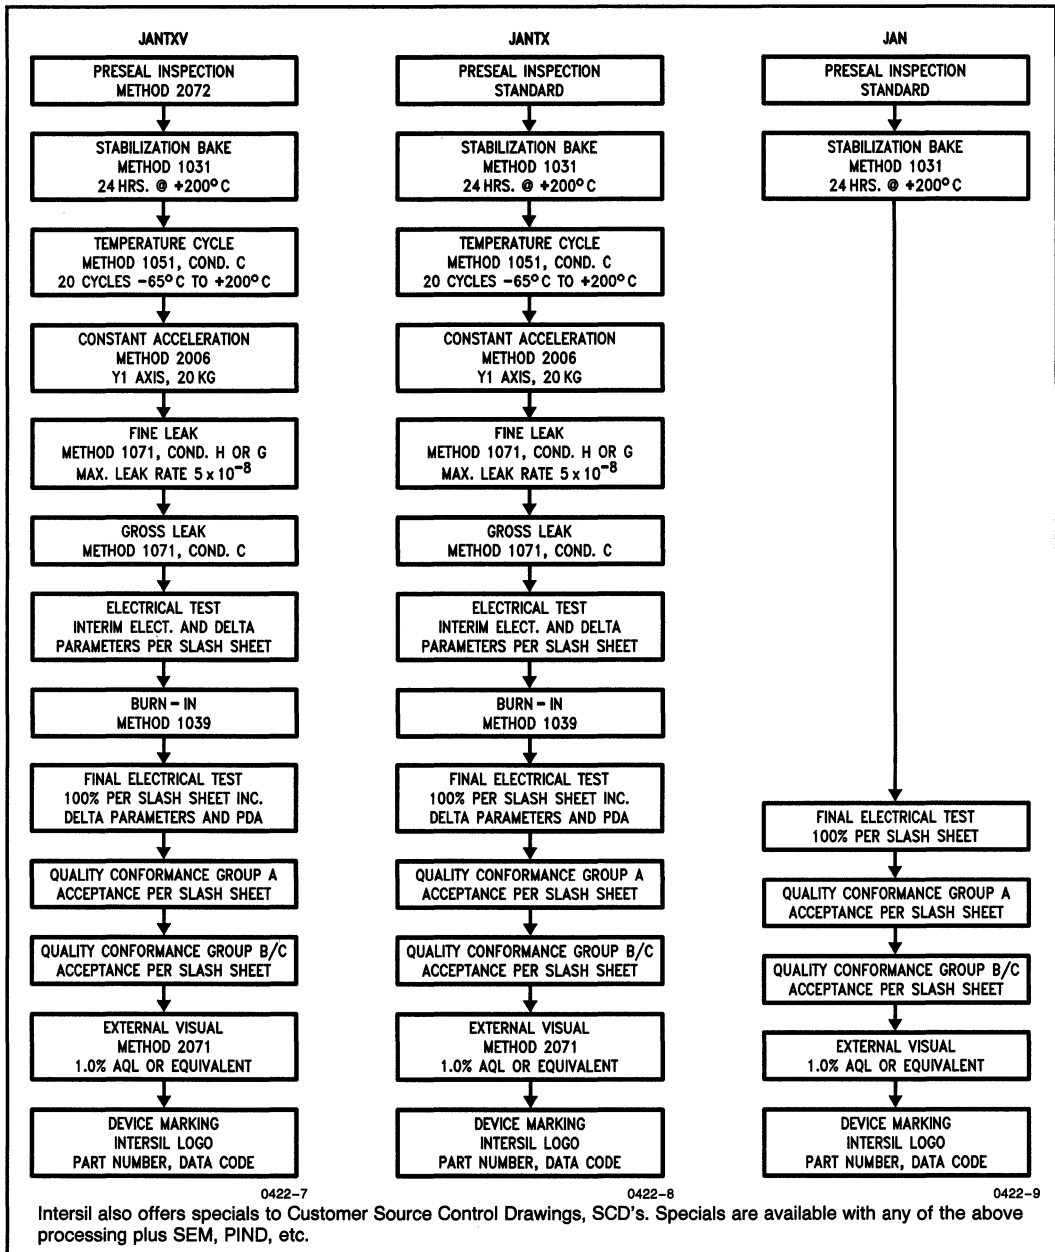 JANTXV
PRESEAL INSPECTION
METHOD 2072
STABILIZATION BAKE
METHOD 1031
24 HRS. @ +200°C
TEMPERATURE CYCLE
METHOD 1051, COND. C
20 CYCLES -65°C TO +200°C
CONSTANT ACCELERATION
METHOD 2006
Y1 AXIS, 20 KG
FINE LEAK
METHOD 1071, COND. H OR G
MAX. LEAK RATE 5 x 10⁻⁸
GROSS LEAK
METHOD 1071, COND. C
ELECTRICAL TEST
INTERIM ELECT. AND DELTA
PARAMETERS PER SLASH SHEET
BURN-IN
METHOD 1039
FINAL ELECTRICAL TEST
100% PER SLASH SHEET INC.
DELTA PARAMETERS AND PDA
QUALITY CONFORMANCE GROUP A
ACCEPTANCE PER SLASH SHEET
QUALITY CONFORMANCE GROUP B/C
ACCEPTANCE PER SLASH SHEET
EXTERNAL VISUAL
METHOD 2071
1.0% AQL OR EQUIVALENT
DEVICE MARKING
INTERSIL LOGO
PART NUMBER, DATA CODE
0422-7
JANTX
PRESEAL INSPECTION
STANDARD
STABILIZATION BAKE
METHOD 1031
24 HRS. @ +200°C
TEMPERATURE CYCLE
METHOD 1051, COND. C
20 CYCLES -65°C TO +200°C
CONSTANT ACCELERATION
METHOD 2006
Y1 AXIS, 20 KG
FINE LEAK
METHOD 1071, COND. H OR G
MAX. LEAK RATE 5 x 10⁻⁸
GROSS LEAK
METHOD 1071, COND. C
ELECTRICAL TEST
INTERIM ELECT. AND DELTA
PARAMETERS PER SLASH SHEET
BURN-IN
METHOD 1039
FINAL ELECTRICAL TEST
100% PER SLASH SHEET INC.
DELTA PARAMETERS AND PDA
QUALITY CONFORMANCE GROUP A
ACCEPTANCE PER SLASH SHEET
QUALITY CONFORMANCE GROUP B/C
ACCEPTANCE PER SLASH SHEET
EXTERNAL VISUAL
METHOD 2071
1.0% AQL OR EQUIVALENT
DEVICE MARKING
INTERSIL LOGO
PART NUMBER, DATA CODE
0422-8
JAN
PRESEAL INSPECTION
STANDARD
STABILIZATION BAKE
METHOD 1031
24 HRS. @ +200°C
FINAL ELECTRICAL TEST
100% PER SLASH SHEET
QUALITY CONFORMANCE GROUP A
ACCEPTANCE PER SLASH SHEET
QUALITY CONFORMANCE GROUP B/C
ACCEPTANCE PER SLASH SHEET
EXTERNAL VISUAL
1.0% AQL OR EQUIVALENT
DEVICE MARKING
INTERSIL LOGO
PART NUMBER, DATA CODE
0422-9
Intersil also offers specials to Customer Source Control Drawings, SCD's. Specials are available with any of the above
processing plus SEM, PIND, etc.